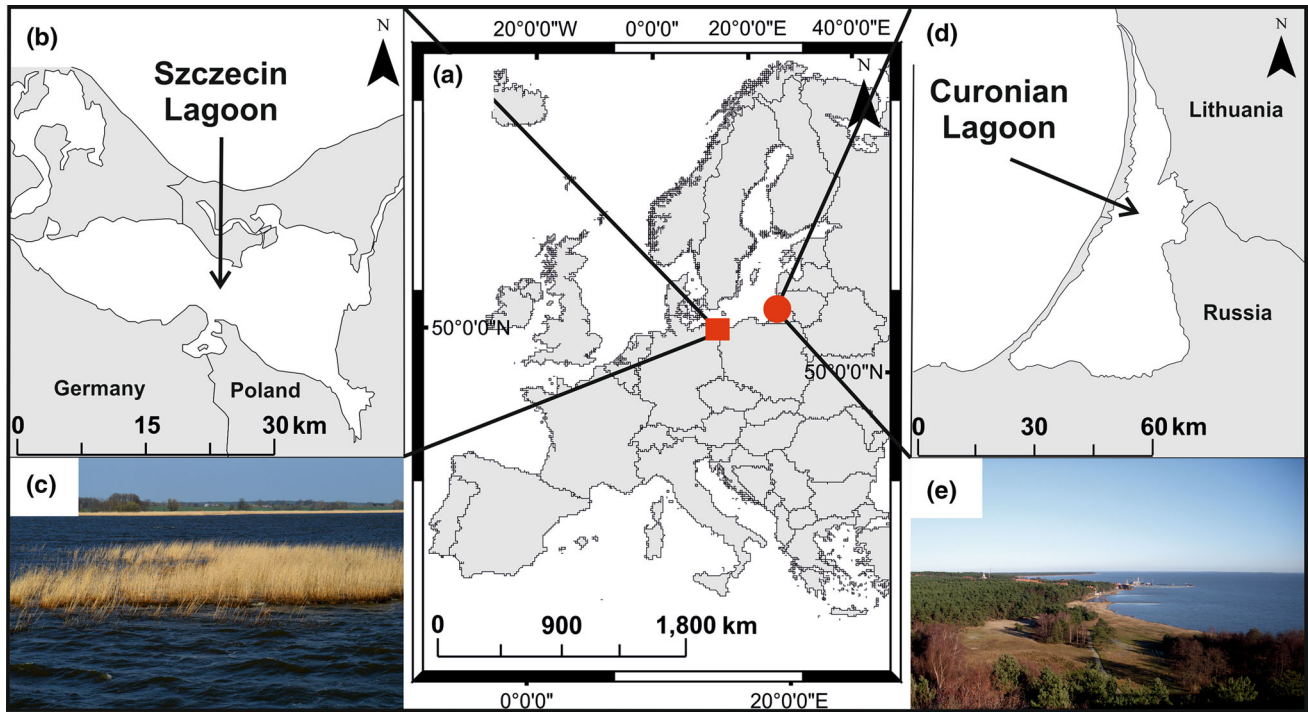 (b)
N
Szczecin
Lagoon
Germany
Poland
0 15 30 km
(c)
20°0'0"W 0°0'0" 20°0'0"E 40°0'0"E
(a)
N
50°0'0"N
50°0'0"N
0 900 1,800 km
0°0'0" 20°0'0"E
(d)
N
Curonian
Lagoon
Lithuania
Russia
0 30 60 km
(e)